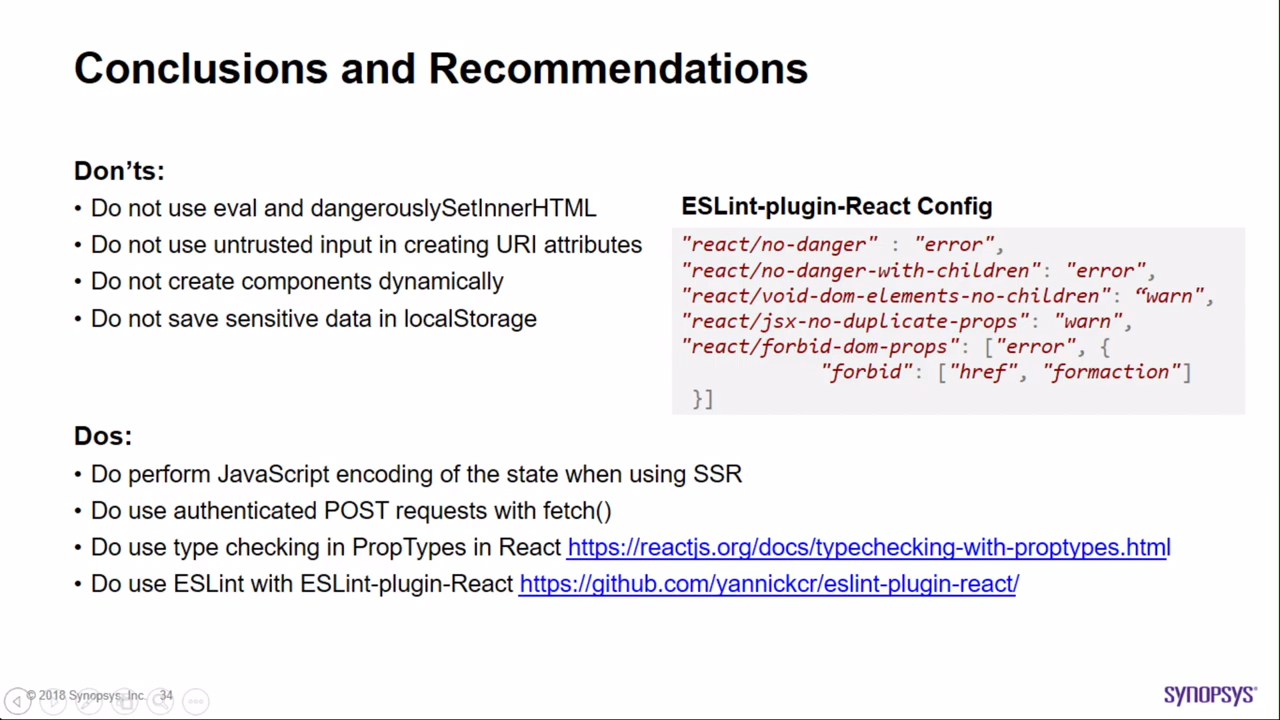 Conclusions and Recommendations
Don’ts:
• Do not use eval and dangerouslySetInnerHTML
• Do not use untrusted input in creating URI attributes
• Do not create components dynamically
• Do not save sensitive data in localStorage
ESLint-plugin-React Config
"react/no-danger" : "error",
"react/no-danger-with-children": "error",
"react/void-dom-elements-no-children": “warn",
"react/jsx-no-duplicate-props": "warn",
"react/forbid-dom-props": ["error", {
"forbid": ["href", "formaction"]
}]
Dos:
• Do perform JavaScript encoding of the state when using SSR
• Do use authenticated POST requests with fetch()
• Do use type checking in PropTypes in React https://reactjs.org/docs/typechecking-with-proptypes.html
• Do use ESLint with ESLint-plugin-React https://github.com/yannickcr/eslint-plugin-react/
© 2018 Synopsys, Inc. 34
SYNOPSYS®